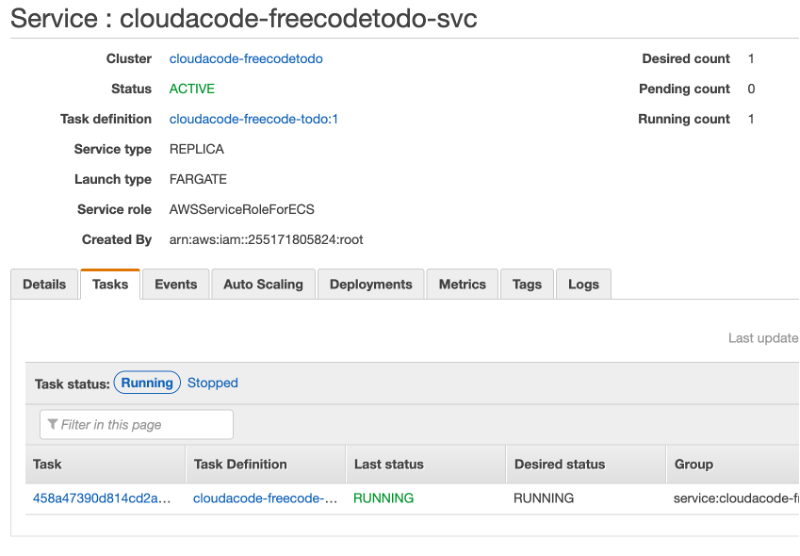 Service : cloudacode-freecodetodo-svc
Cluster cloudacode-freecodetodo Desired count 1
Status ACTIVE Pending count 0
Task definition cloudacode-freecode-todo:1 Running count 1
Service type REPLICA
Launch type FARGATE
Service role AWSServiceRoleForECS
Created By arn:aws:iam::255171805824:root
Details Tasks Events Auto Scaling Deployments Metrics Tags Logs
Last update
Task status: Running Stopped
Filter in this page
Task Task Definition Last status Desired status Group
458a47390d814cd2a... cloudacode-freecode-... RUNNING RUNNING service:cloudacode-f